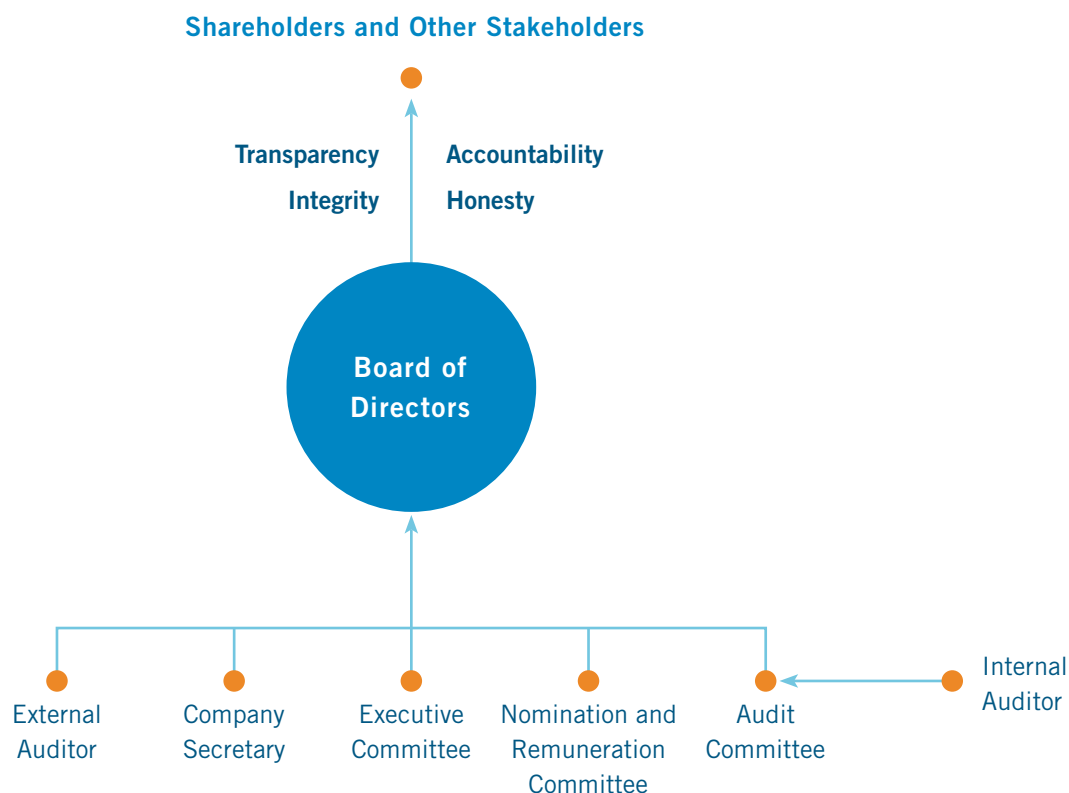 Shareholders and Other Stakeholders
Transparency
Accountability
Integrity
Honesty
Board of
Directors
External
Auditor
Company
Secretary
Executive
Committee
Nomination and
Remuneration
Committee
Audit
Committee
Internal
Auditor